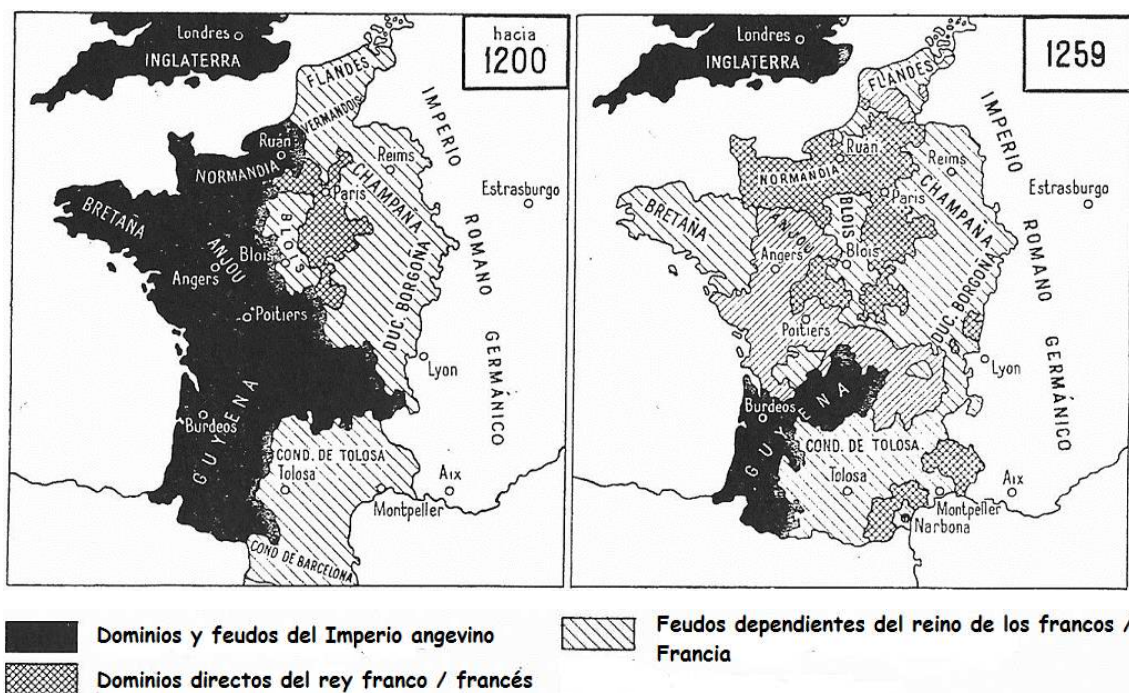 hacia
1200
Londres
INGLATERRA
FLANDES
VERMANDOIS
IMPERIO
ROMANO
GERMÁNICO
Ruán
NORMANDIA
Reims
Paris
CHAMPAÑA
Estrasburgo
BRETAÑA
ANJOU
Angers
BLOIS
Blois
Poitiers
DUC. BORGOÑA
Lyon
Burdeos
GUYENA
COND. DE TOLOSA
Tolosa
Aix
Montpeller
COND. DE BARCELONA
1259
Londres
INGLATERRA
FLANDES
IMPERIO
ROMANO
GERMÁNICO
Ruán
NORMANDIA
Reims
Paris
CHAMPAÑA
Estrasburgo
BRETAÑA
ANJOU
Angers
BLOIS
Blois
Poitiers
DUC. BORGOÑA
Lyon
Burdeos
GUYENA
COND. DE TOLOSA
Tolosa
Aix
Montpeller
Narbona
Dominios y feudos del Imperio angevino
Dominios directos del rey franco / francés
Feudos dependientes del reino de los francos /
Francia